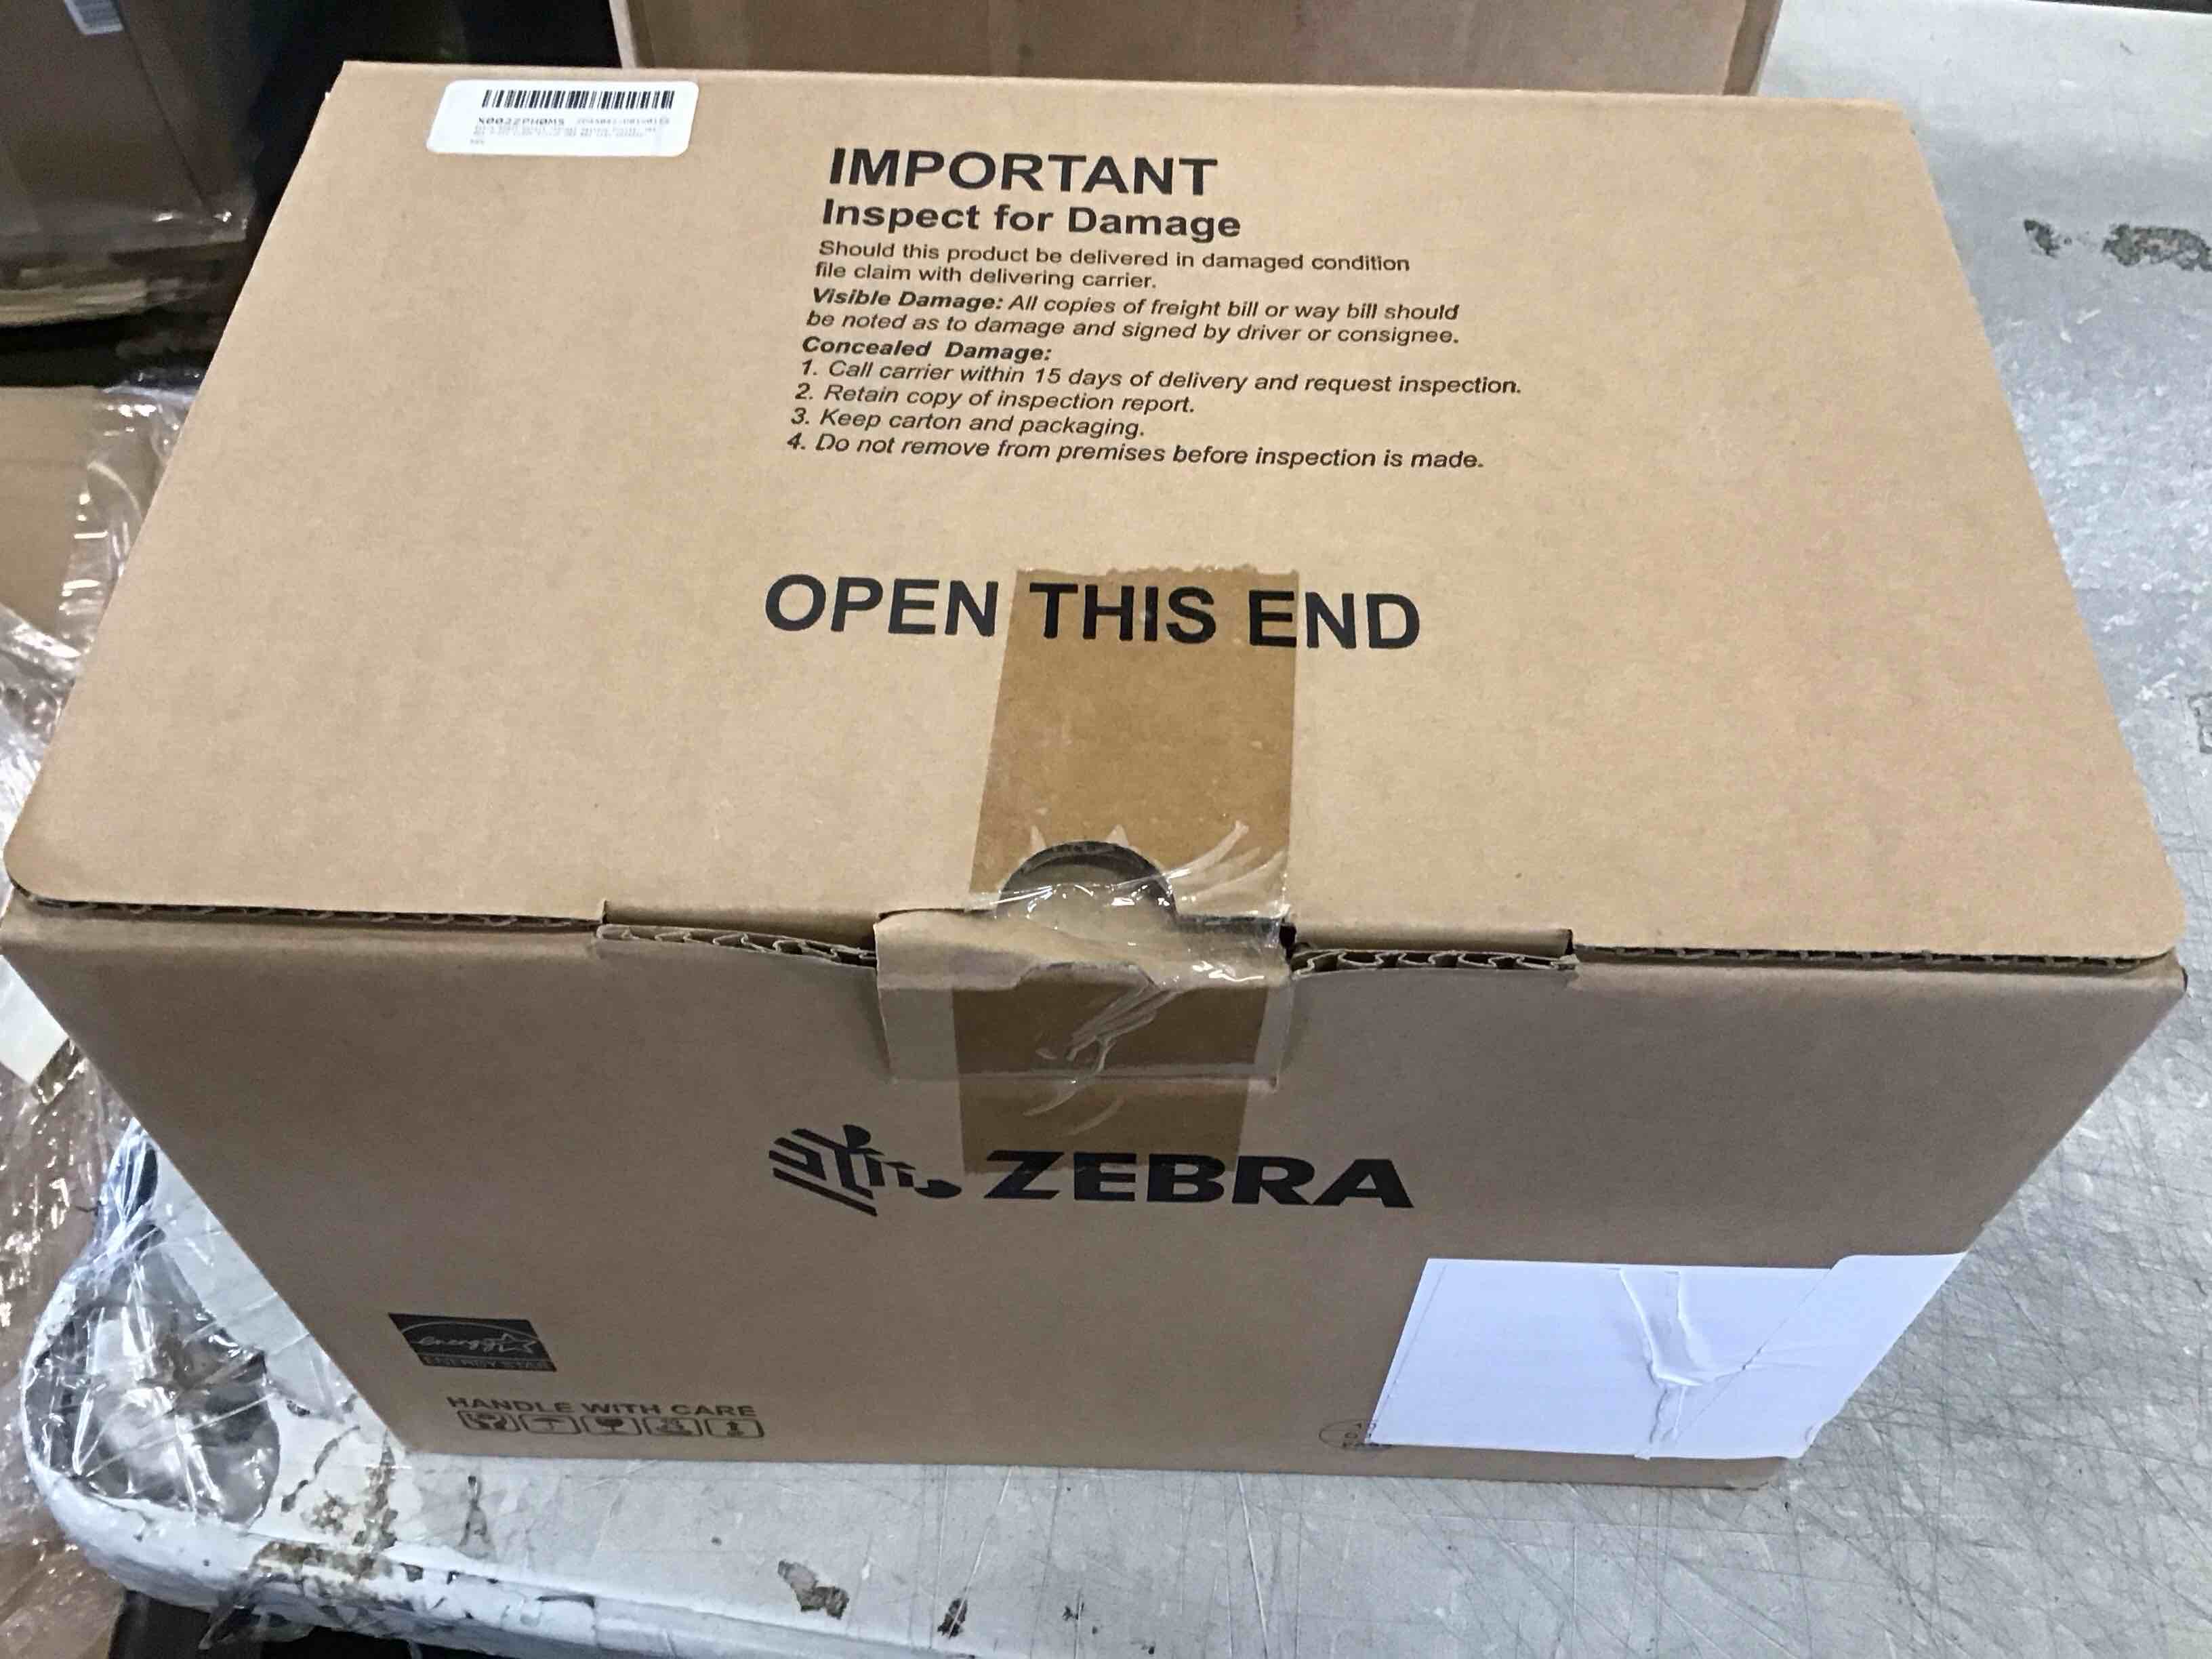 X0022PH0MS
IMPORTANT
Inspect for Damage
Should this product be delivered in damaged condition
file claim with delivering carrier.
Visible Damage: All copies of freight bill or way bill should
be noted as to damage and signed by driver or consignee.
Concealed Damage:
1. Call carrier within 15 days of delivery and request inspection.
2. Retain copy of inspection report.
3. Keep carton and packaging.
4. Do not remove from premises before inspection is made.
OPEN THIS END
ZEBRA
energy
ENERGY STAR
HANDLE WITH CARE